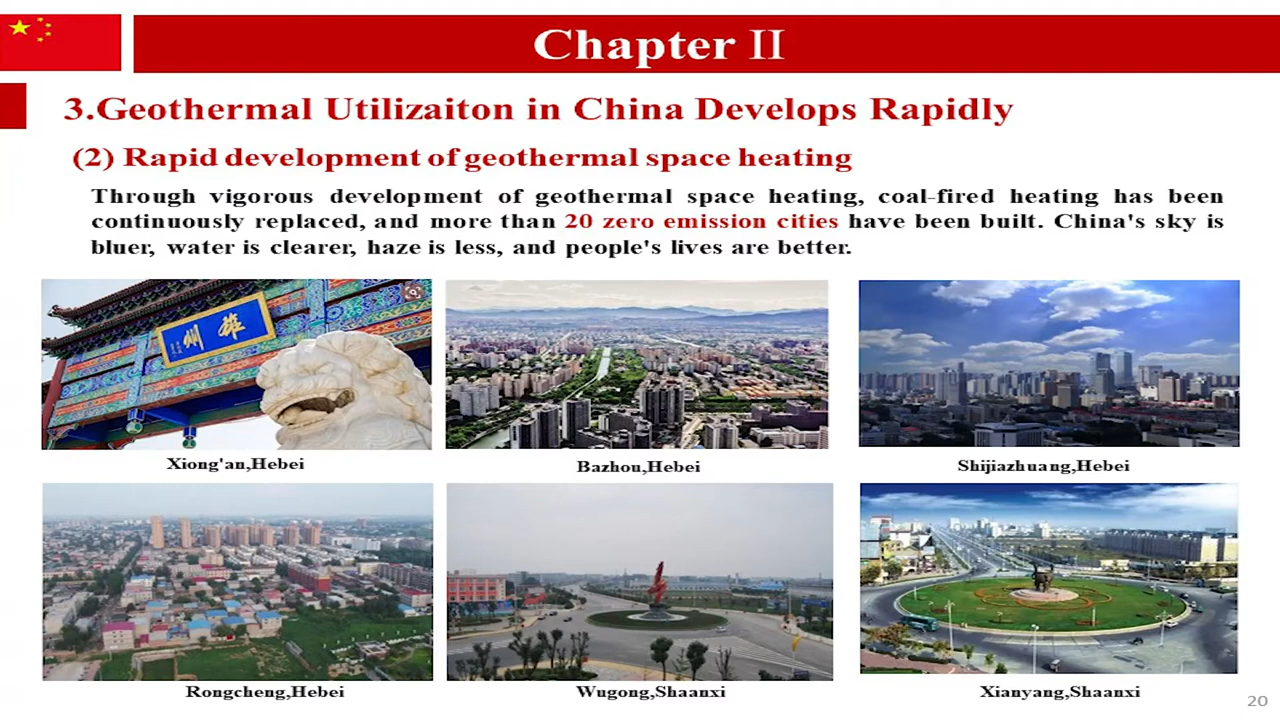 Chapter II
3.Geothermal Utilizaiton in China Develops Rapidly
(2) Rapid development of geothermal space heating
Through vigorous development of geothermal space heating, coal-fired heating has been
continuously replaced, and more than 20 zero emission cities have been built. China's sky is
bluer, water is clearer, haze is less, and people's lives are better.
雄州
Xiong'an,Hebei
Bazhou,Hebei
Shijiazhuang,Hebei
Rongcheng,Hebei
Wugong,Shaanxi
Xianyang,Shaanxi
20